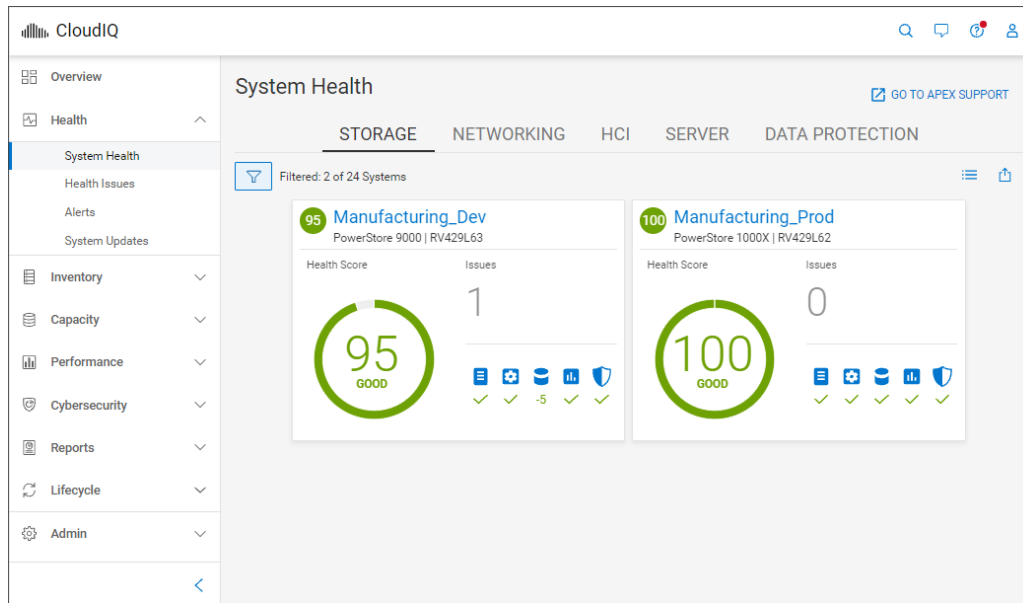 CloudIQ
Overview
Health
System Health
Health Issues
Alerts
System Updates
Inventory
Capacity
Performance
Cybersecurity
Reports
Lifecycle
Admin
System Health
GO TO APEX SUPPORT
STORAGE NETWORKING HCI SERVER DATA PROTECTION
Filtered: 2 of 24 Systems
95 Manufacturing_Dev
PowerStore 9000 | RV429L63
Health Score Issues
1
95
GOOD
-5
100 Manufacturing_Prod
PowerStore 1000X | RV429L62
Health Score Issues
0
100
GOOD